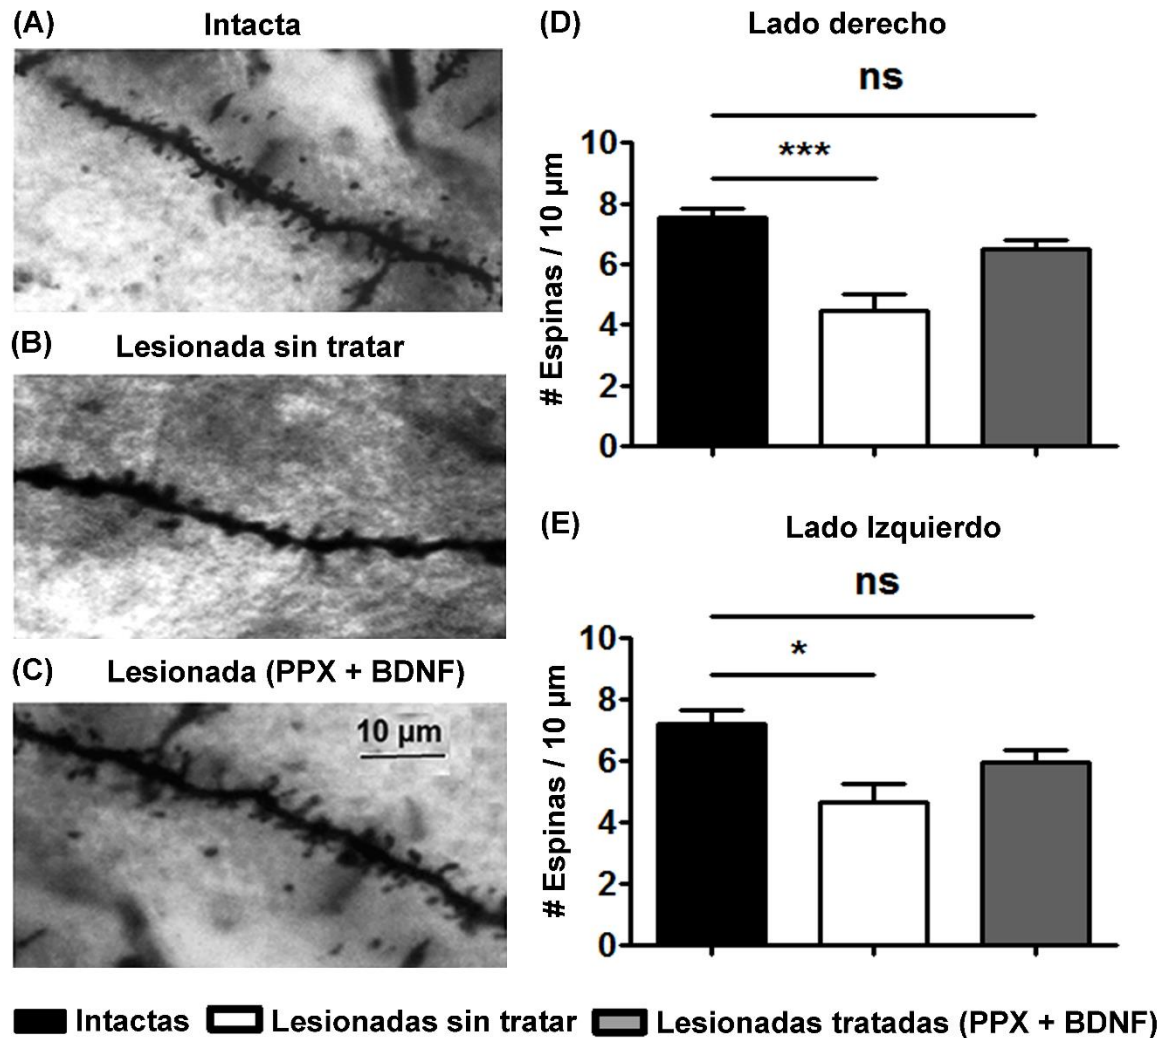 (A) Intacta
(B) Lesionada sin tratar
(C) Lesionada (PPX + BDNF)
10 µm
(D) Lado derecho
ns
***
10
8
6
4
2
0
# Espinas / 10 µm
(E) Lado Izquierdo
ns
*
10
8
6
4
2
0
# Espinas / 10 µm
Intactas Lesionadas sin tratar Lesionadas tratadas (PPX + BDNF)